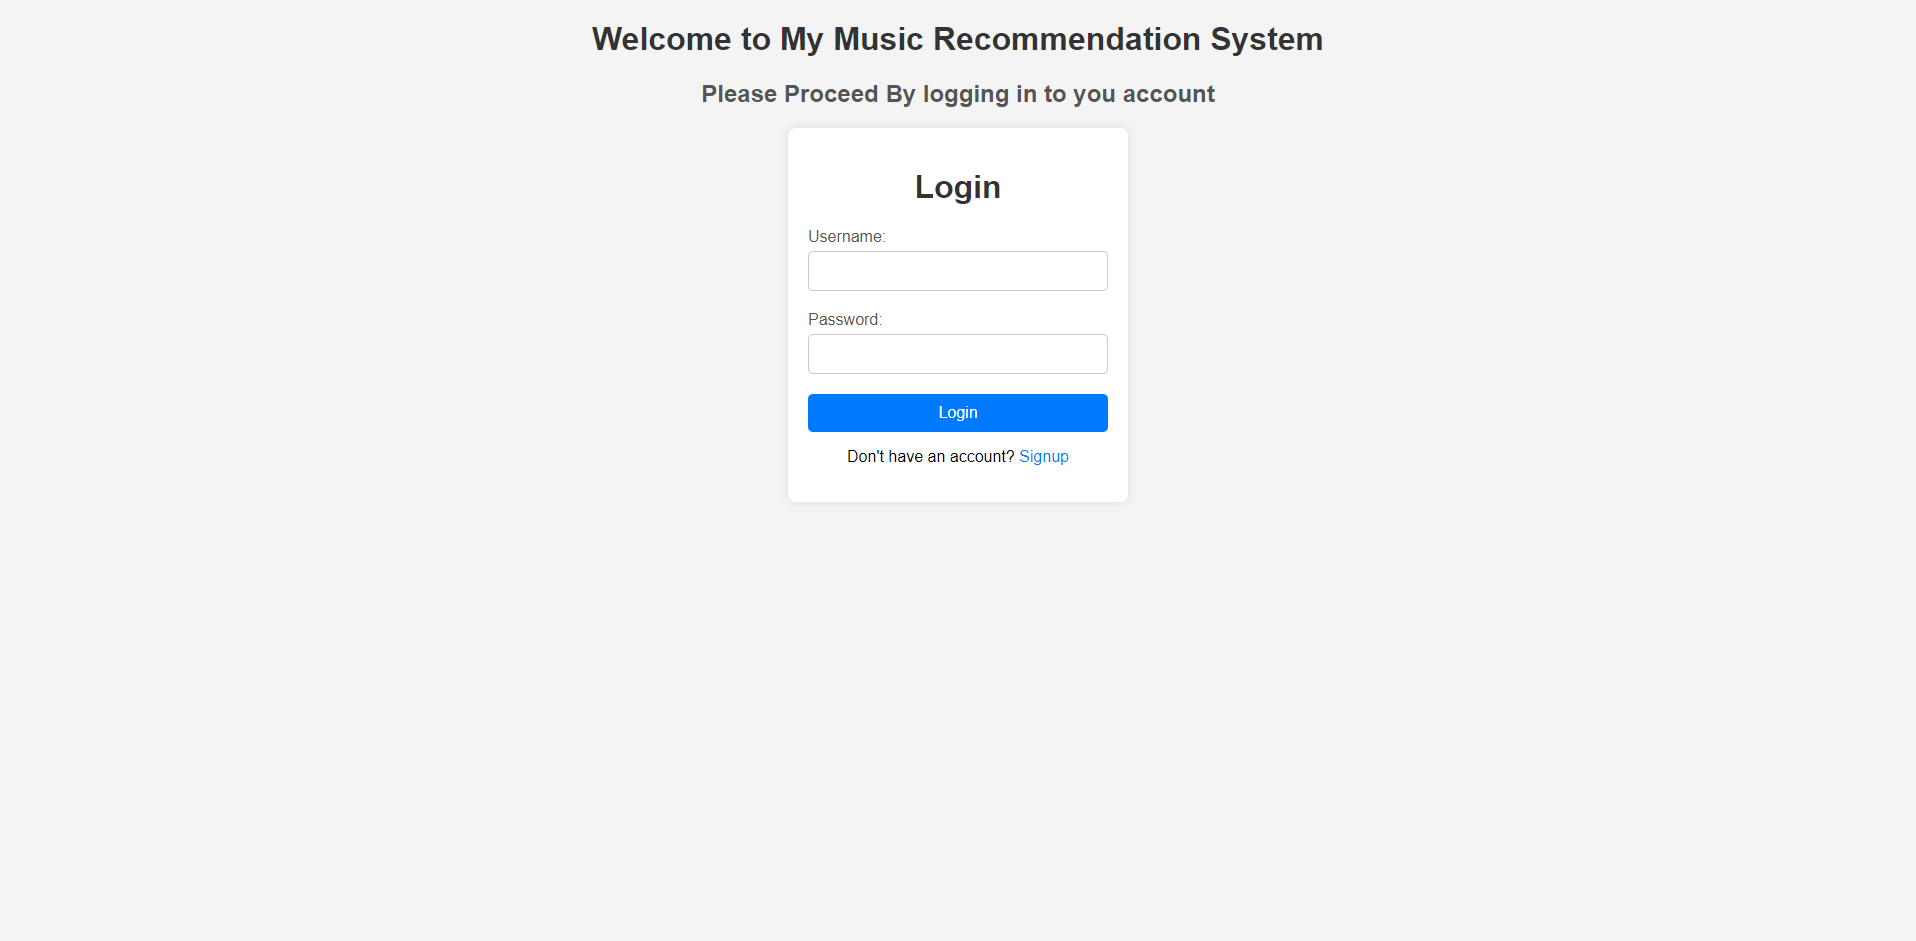 Welcome to My Music Recommendation System
Please Proceed By logging in to you account
Login
Username:
Password:
Login
Don't have an account? Signup